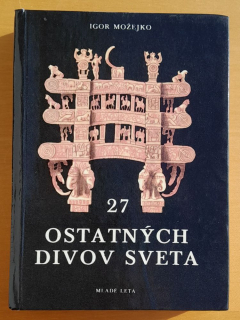 IGOR MOŽEJKO
27
OSTATNÝCH
DIVOV SVETA
MLADÉ LETÁ